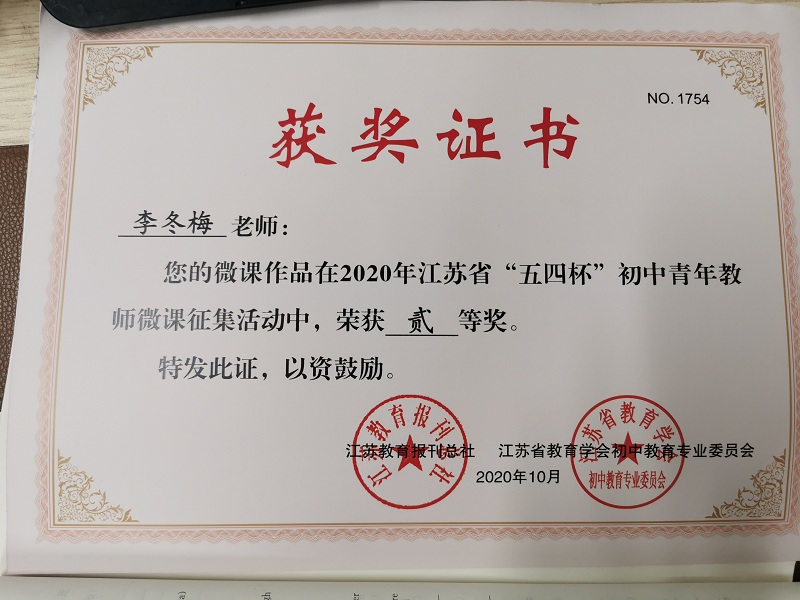 NO. 1754
获奖证书
李冬梅 老师：
您的微课作品在2020年江苏省“五四杯”初中青年教
师微课征集活动中，荣获 贰 等奖。
特发此证，以资鼓励。
江苏教育报刊总社 江苏省教育学会初中教育专业委员会
2020年10月
江苏教育报刊总社
江苏省教育学会
初中教育专业委员会